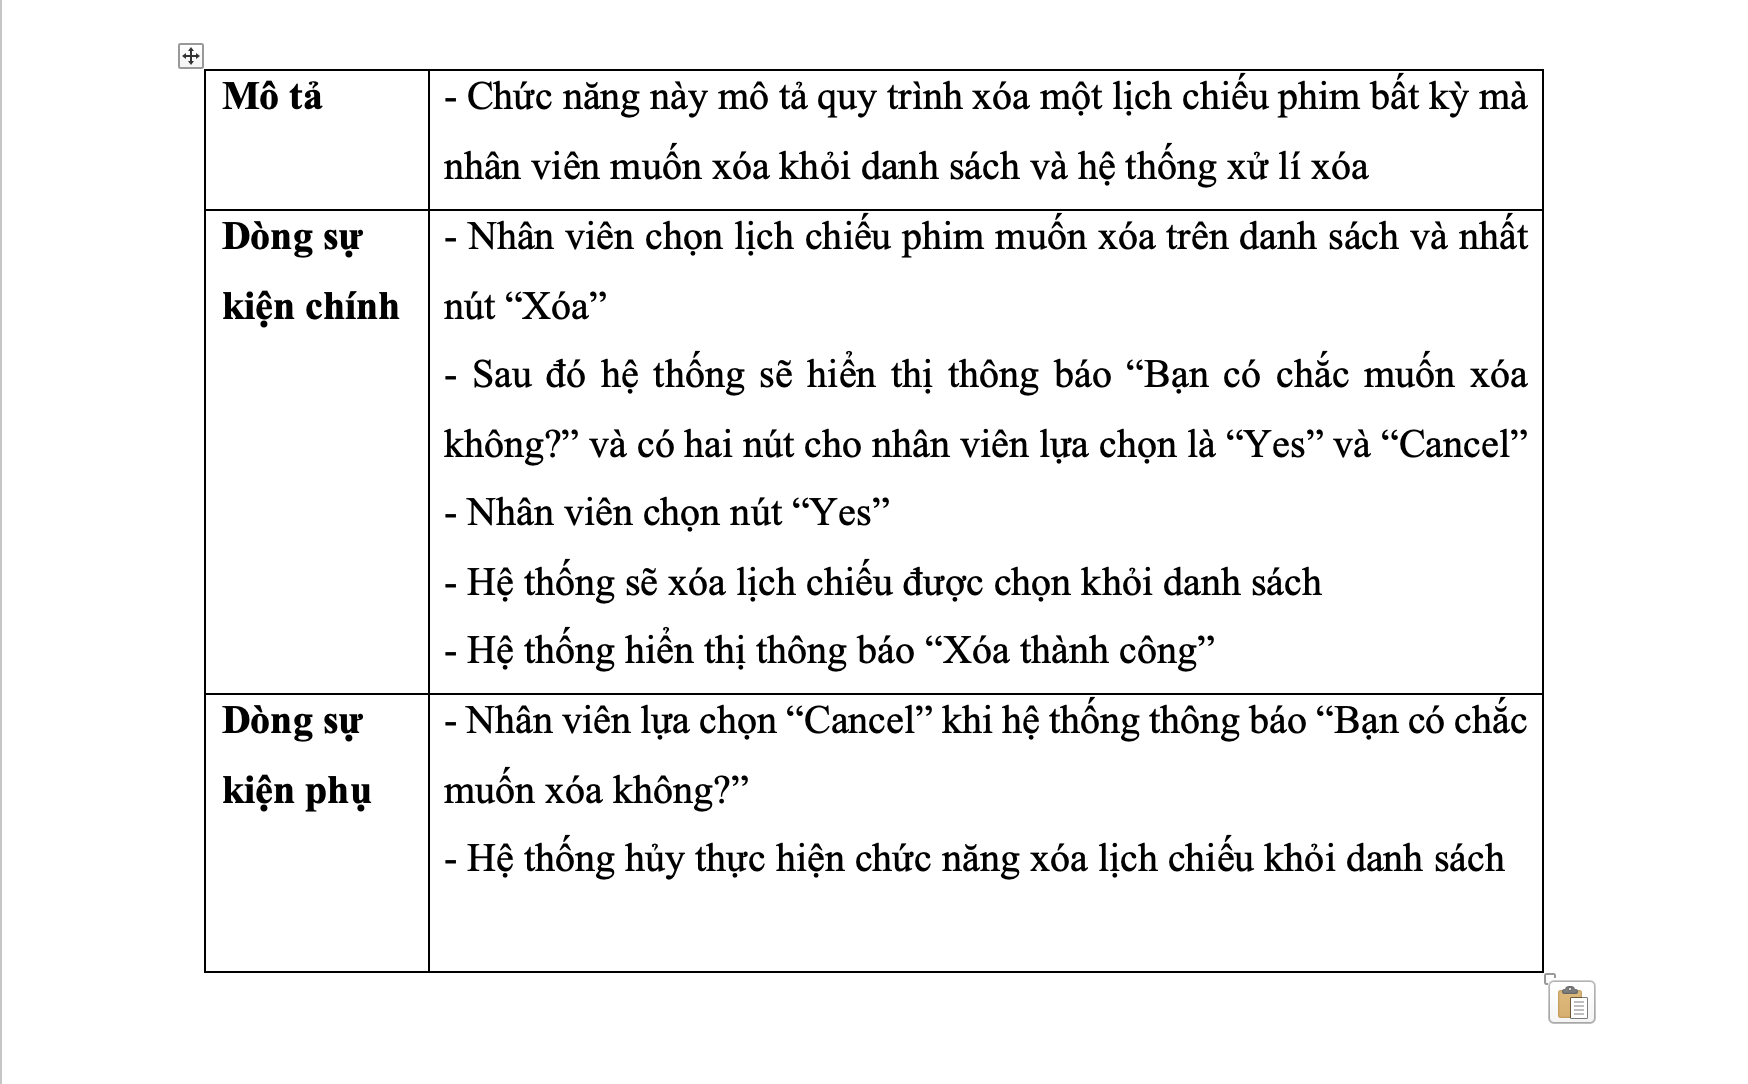 Mô tả
- Chức năng này mô tả quy trình xóa một lịch chiếu phim bất kỳ mà
nhân viên muốn xóa khỏi danh sách và hệ thống xử lí xóa
Dòng sự
kiện chính
- Nhân viên chọn lịch chiếu phim muốn xóa trên danh sách và nhất
nút “Xóa”
- Sau đó hệ thống sẽ hiển thị thông báo “Bạn có chắc muốn xóa
không?” và có hai nút cho nhân viên lựa chọn là “Yes” và “Cancel”
- Nhân viên chọn nút “Yes”
- Hệ thống sẽ xóa lịch chiếu được chọn khỏi danh sách
- Hệ thống hiển thị thông báo “Xóa thành công”
Dòng sự
kiện phụ
- Nhân viên lựa chọn “Cancel” khi hệ thống thông báo “Bạn có chắc
muốn xóa không?”
- Hệ thống hủy thực hiện chức năng xóa lịch chiếu khỏi danh sách